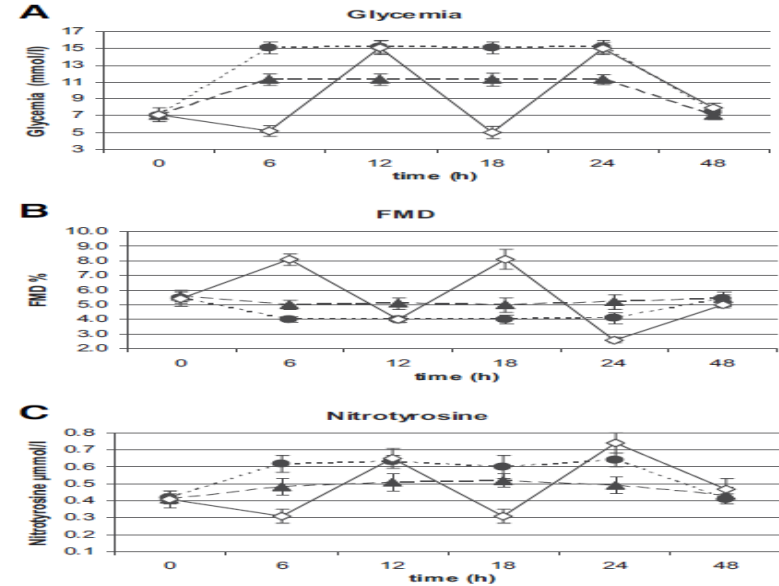 A
Glycemia
Glycemia (mmol/l)
17
15
13
11
9
7
5
3
0 6 12 18 24 48
time (h)
B
FMD
FMD %
10.0
9.0
8.0
7.0
6.0
5.0
4.0
3.0
2.0
0 6 12 18 24 48
time (h)
C
Nitrotyrosine
Nitrotyrosine µmmol/l
0.8
0.7
0.6
0.5
0.4
0.3
0.2
0.1
0 6 12 18 24 48
time (h)